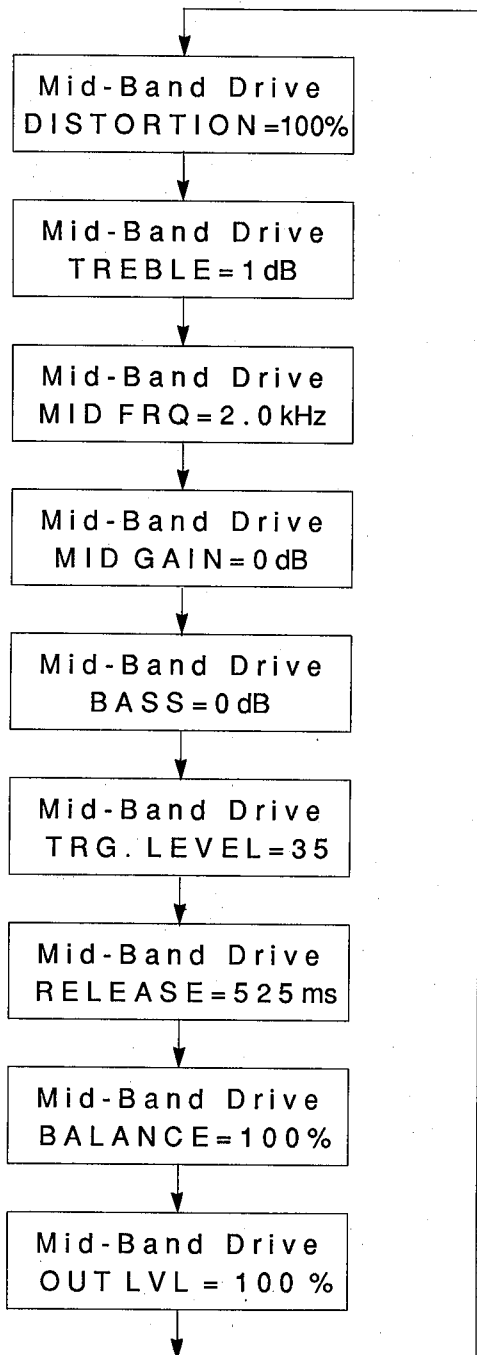 Mid-Band Drive
DISTORTION=100%
Mid-Band Drive
TREBLE=1dB
Mid-Band Drive
MID FRQ=2.0kHz
Mid-Band Drive
MID GAIN=0dB
Mid-Band Drive
BASS=0dB
Mid-Band Drive
TRG. LEVEL=35
Mid-Band Drive
RELEASE=525ms
Mid-Band Drive
BALANCE=100%
Mid-Band Drive
OUT LVL = 100 %